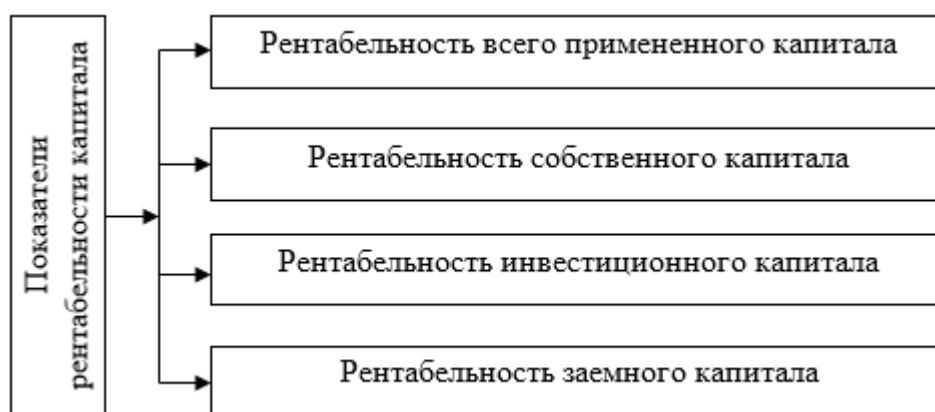 Показатели
рентабельности капитала
Рентабельность всего примененного капитала
Рентабельность собственного капитала
Рентабельность инвестиционного капитала
Рентабельность заемного капитала